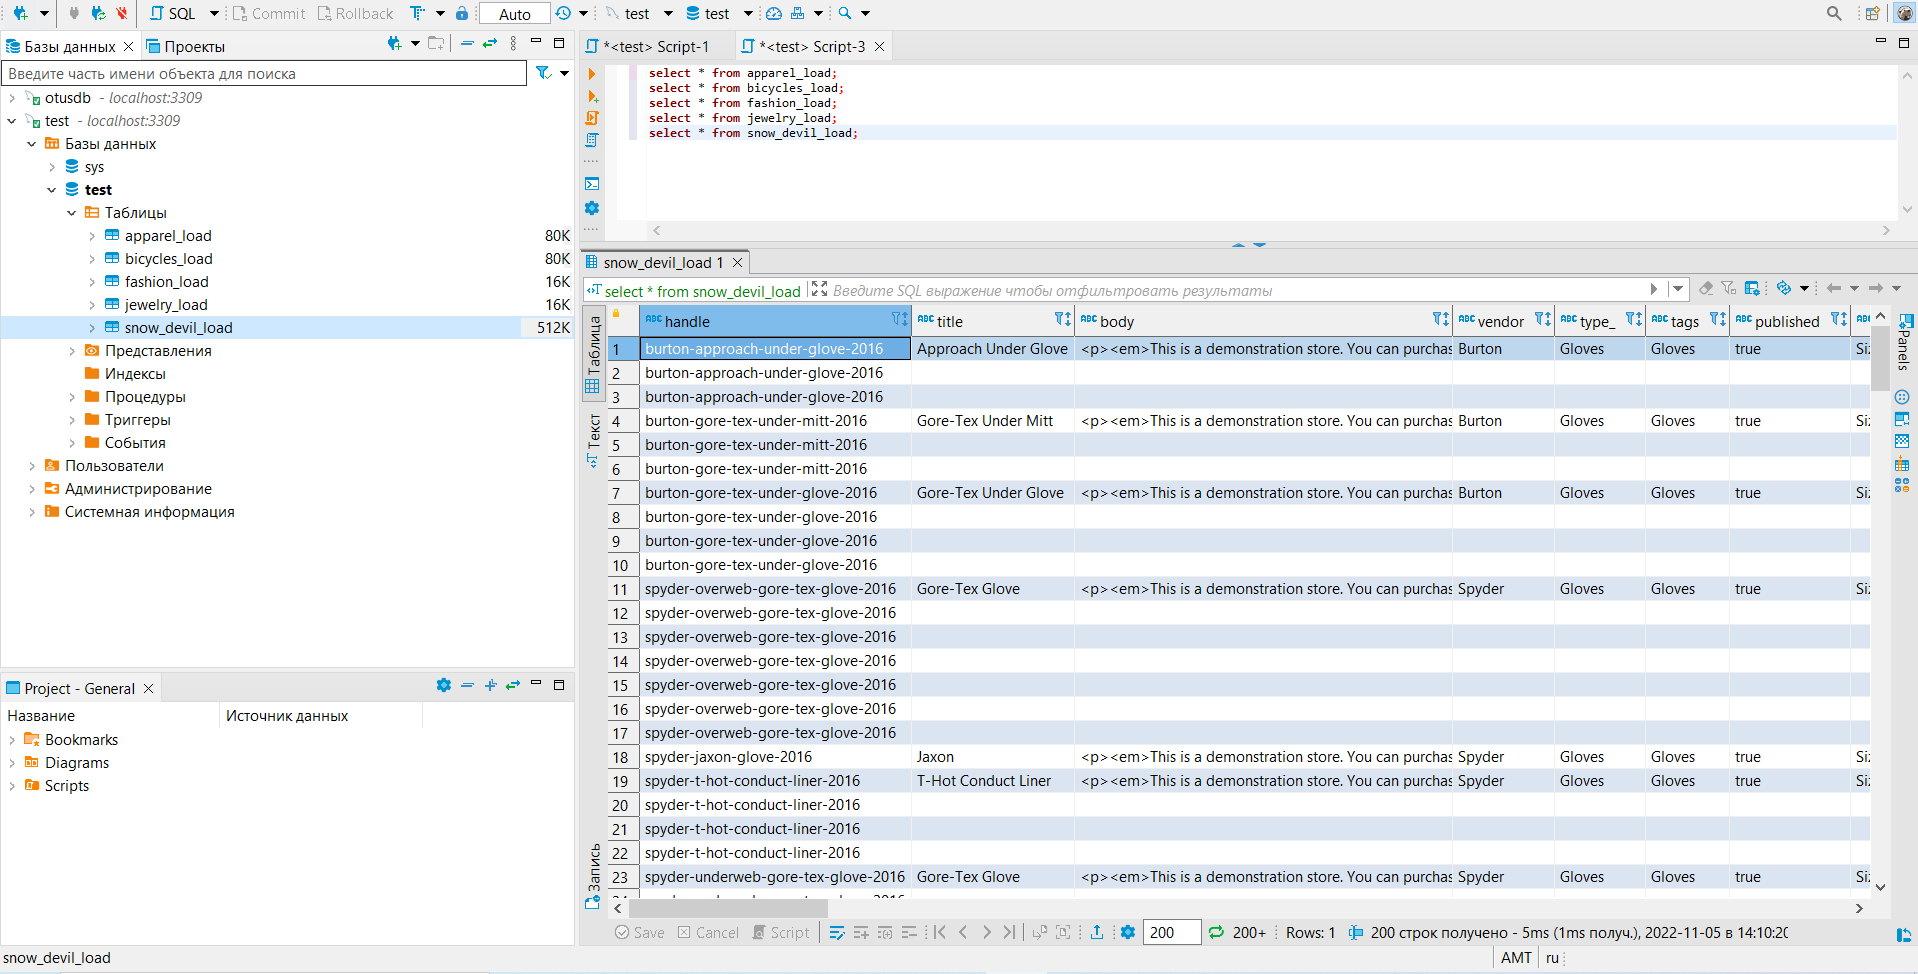 SQL Commit Rollback Auto test test
Базы данных Проекты
Введите часть имени объекта для поиска
otusdb - localhost:3309
test - localhost:3309
Базы данных
sys
test
Таблицы
apparel_load 80K
bicycles_load 80K
fashion_load 16K
jewelry_load 16K
snow_devil_load 512K
Представления
Индексы
Процедуры
Триггеры
События
Пользователи
Администрирование
Системная информация
Project - General
Название Источник данных
Bookmarks
Diagrams
Scripts
*<test> Script-1 *<test> Script-3
select * from apparel_load;
select * from bicycles_load;
select * from fashion_load;
select * from jewelry_load;
select * from snow_devil_load;
snow_devil_load 1
select * from snow_devil_load Введите SQL выражение чтобы отфильтровать результаты
Таблица
Текст
Запись
Panels
ABC handle ABC title ABC body ABC vendor ABC type_ ABC tags ABC published ABC
1 burton-approach-under-glove-2016 Approach Under Glove <p><em>This is a demonstration store. You can purchas Burton Gloves Gloves true Si
2 burton-approach-under-glove-2016
3 burton-approach-under-glove-2016
4 burton-gore-tex-under-mitt-2016 Gore-Tex Under Mitt <p><em>This is a demonstration store. You can purchas Burton Gloves Gloves true Si
5 burton-gore-tex-under-mitt-2016
6 burton-gore-tex-under-mitt-2016
7 burton-gore-tex-under-glove-2016 Gore-Tex Under Glove <p><em>This is a demonstration store. You can purchas Burton Gloves Gloves true Si
8 burton-gore-tex-under-glove-2016
9 burton-gore-tex-under-glove-2016
10 burton-gore-tex-under-glove-2016
11 spyder-overweb-gore-tex-glove-2016 Gore-Tex Glove <p><em>This is a demonstration store. You can purchas Spyder Gloves Gloves true Si
12 spyder-overweb-gore-tex-glove-2016
13 spyder-overweb-gore-tex-glove-2016
14 spyder-overweb-gore-tex-glove-2016
15 spyder-overweb-gore-tex-glove-2016
16 spyder-overweb-gore-tex-glove-2016
17 spyder-overweb-gore-tex-glove-2016
18 spyder-jaxon-glove-2016 Jaxon <p><em>This is a demonstration store. You can purchas Spyder Gloves Gloves true Si
19 spyder-t-hot-conduct-liner-2016 T-Hot Conduct Liner <p><em>This is a demonstration store. You can purchas Spyder Gloves Gloves true Si
20 spyder-t-hot-conduct-liner-2016
21 spyder-t-hot-conduct-liner-2016
22 spyder-t-hot-conduct-liner-2016
23 spyder-underweb-gore-tex-glove-2016 Gore-Tex Glove <p><em>This is a demonstration store. You can purchas Spyder Gloves Gloves true Si
Save Cancel Script 200 200+ Rows: 1 200 строк получено - 5ms (1ms получ.), 2022-11-05 в 14:10:20
snow_devil_load AMT ru